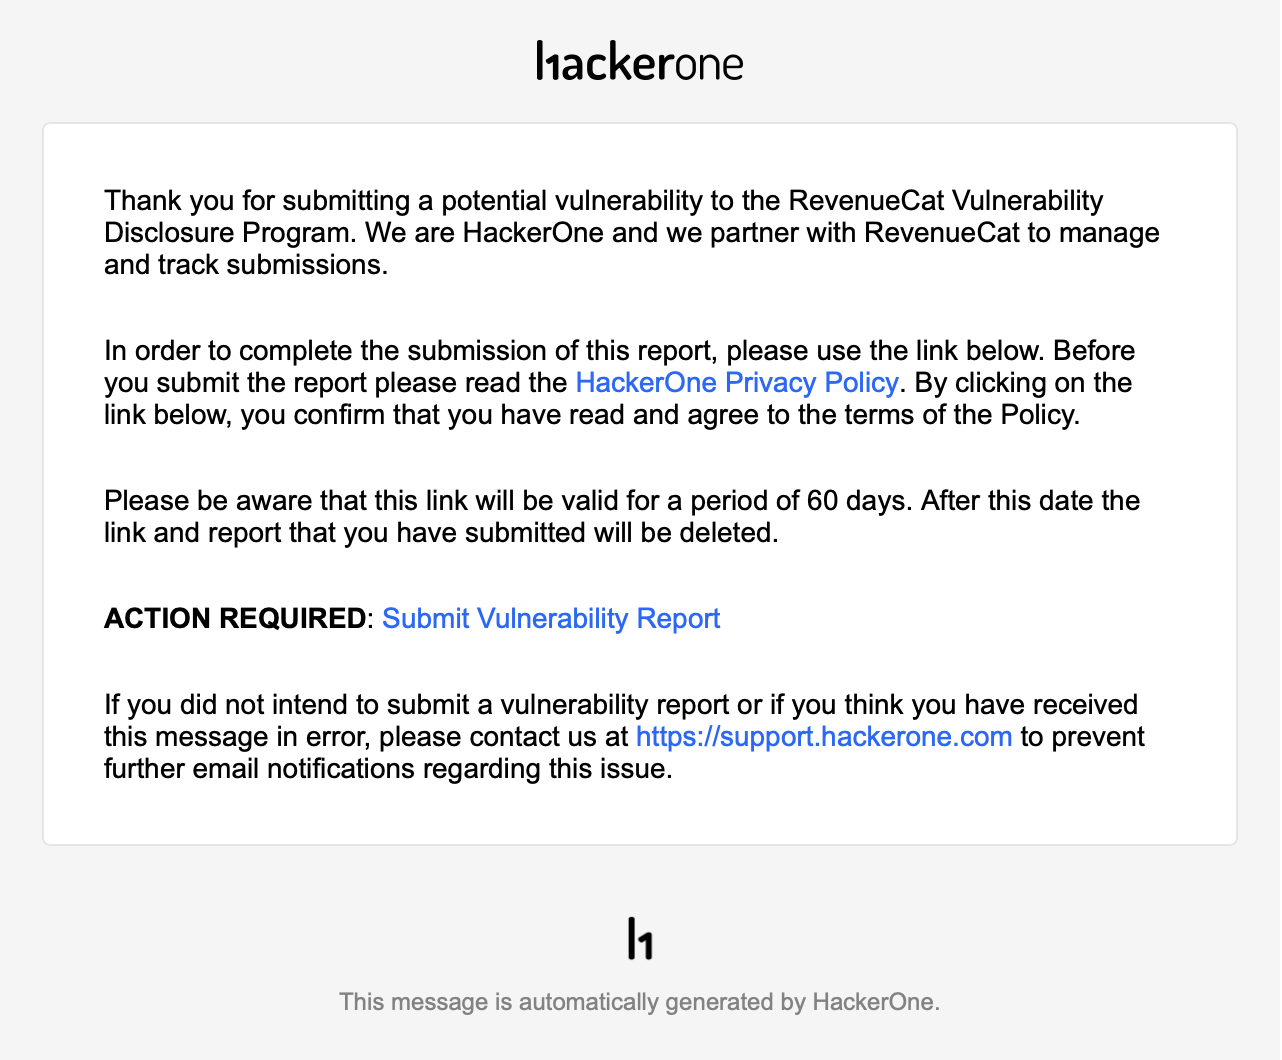 hackerone
Thank you for submitting a potential vulnerability to the RevenueCat Vulnerability
Disclosure Program. We are HackerOne and we partner with RevenueCat to manage
and track submissions.
In order to complete the submission of this report, please use the link below. Before
you submit the report please read the HackerOne Privacy Policy. By clicking on the
link below, you confirm that you have read and agree to the terms of the Policy.
Please be aware that this link will be valid for a period of 60 days. After this date the
link and report that you have submitted will be deleted.
ACTION REQUIRED: Submit Vulnerability Report
If you did not intend to submit a vulnerability report or if you think you have received
this message in error, please contact us at https://support.hackerone.com to prevent
further email notifications regarding this issue.
h1
This message is automatically generated by HackerOne.